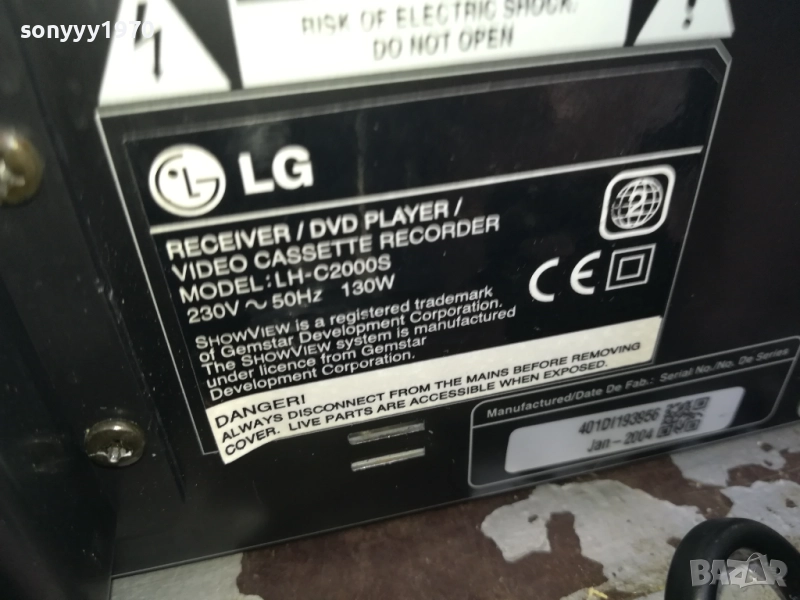 sonyyy1970
RISK OF ELECTRIC SHOCK.
DO NOT OPEN
LG
RECEIVER / DVD PLAYER /
VIDEO CASSETTE RECORDER
MODEL: LH-C2000S
230V ~ 50Hz 130W
2
CE
SHOWVIEW is a registered trademark
of Gemstar Development Corporation.
The SHOWVIEW system is manufactured
under licence from Gemstar
Development Corporation.
DANGER!
ALWAYS DISCONNECT FROM THE MAINS BEFORE REMOVING
COVER. LIVE PARTS ARE ACCESSIBLE WHEN EXPOSED.
Manufactured/Date De Fab.: Serial No./No. De Series
401DI193956
Jan-2004
BAZAR